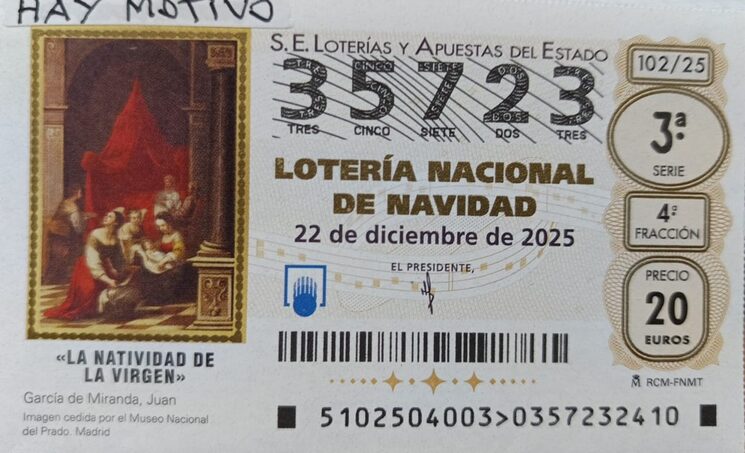 HAY MOTIVO
S.E. LOTERÍAS Y APUESTAS DEL ESTADO
35723
TRES CINCO SIETE DOS TRES
LOTERÍA NACIONAL
DE NAVIDAD
22 de diciembre de 2025
EL PRESIDENTE,
102/25
3ª
SERIE
4ª
FRACCIÓN
PRECIO
20
EUROS
RCM-FNMT
«LA NATIVIDAD DE
LA VIRGEN»
García de Miranda, Juan
Imagen cedida por el Museo Nacional
del Prado. Madrid
5102504003>0357232410